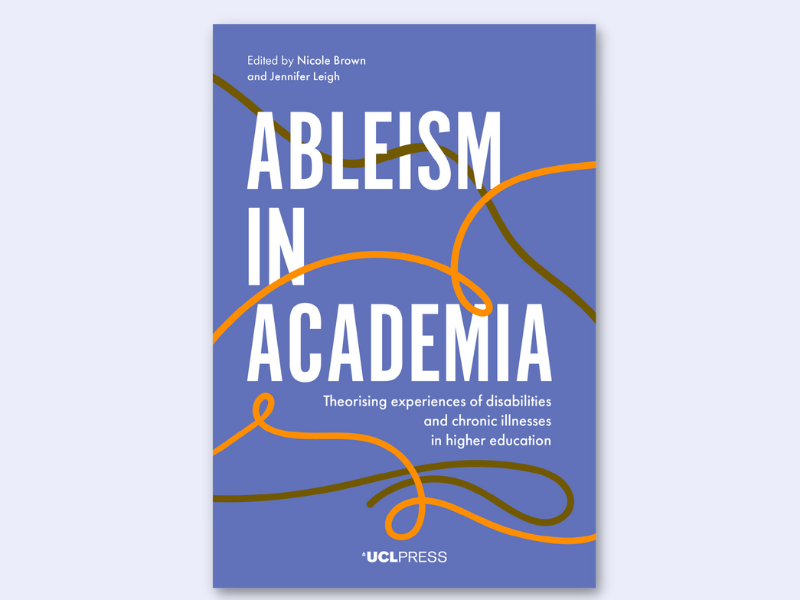 Edited by Nicole Brown
and Jennifer Leigh
ABLEISM
IN
ACADEMIA
Theorising experiences of disabilities
and chronic illnesses
in higher education
UCLPRESS